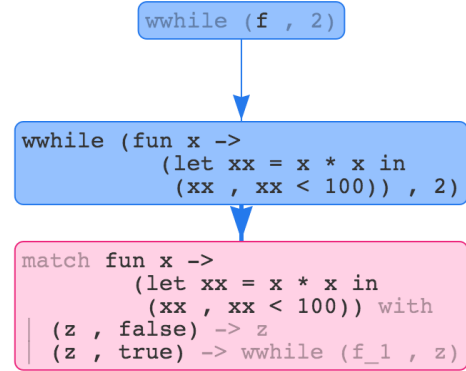 wwhile (f , 2)
wwhile (fun x ->
(let xx = x * x in
(xx , xx < 100)) , 2)
match fun x ->
(let xx = x * x in
(xx , xx < 100)) with
| (z , false) -> z
| (z , true) -> wwhile (f_1 , z)